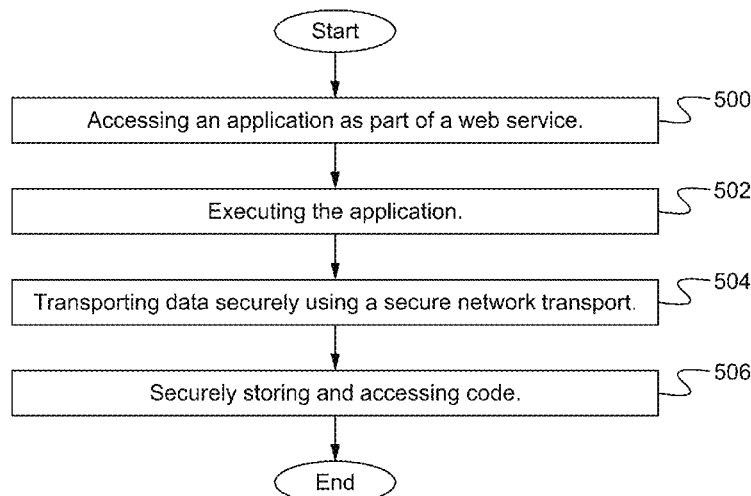 Start
Accessing an application as part of a web service.
500
Executing the application.
502
Transporting data securely using a secure network transport.
504
Securely storing and accessing code.
506
End